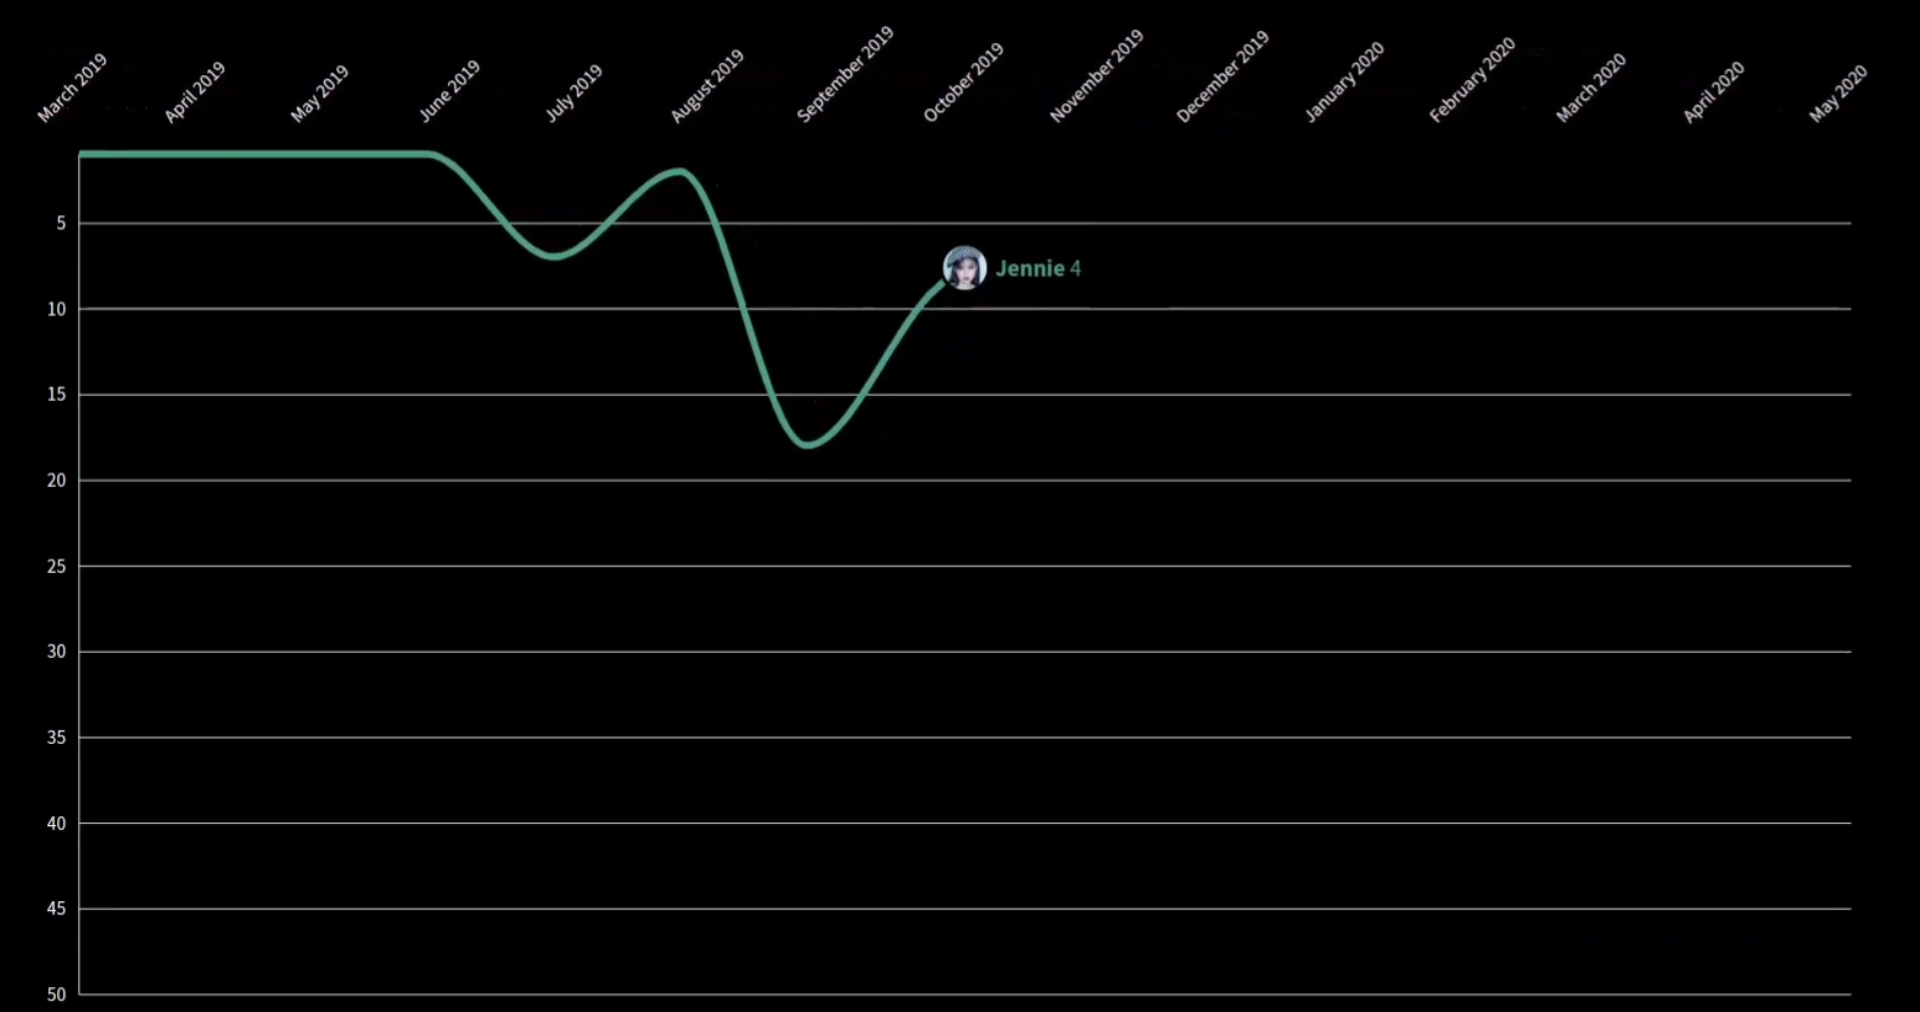 March 2019
April 2019
May 2019
June 2019
July 2019
August 2019
September 2019
October 2019
November 2019
December 2019
January 2020
February 2020
March 2020
April 2020
May 2020
5
Jennie 4
10
15
20
25
30
35
40
45
50